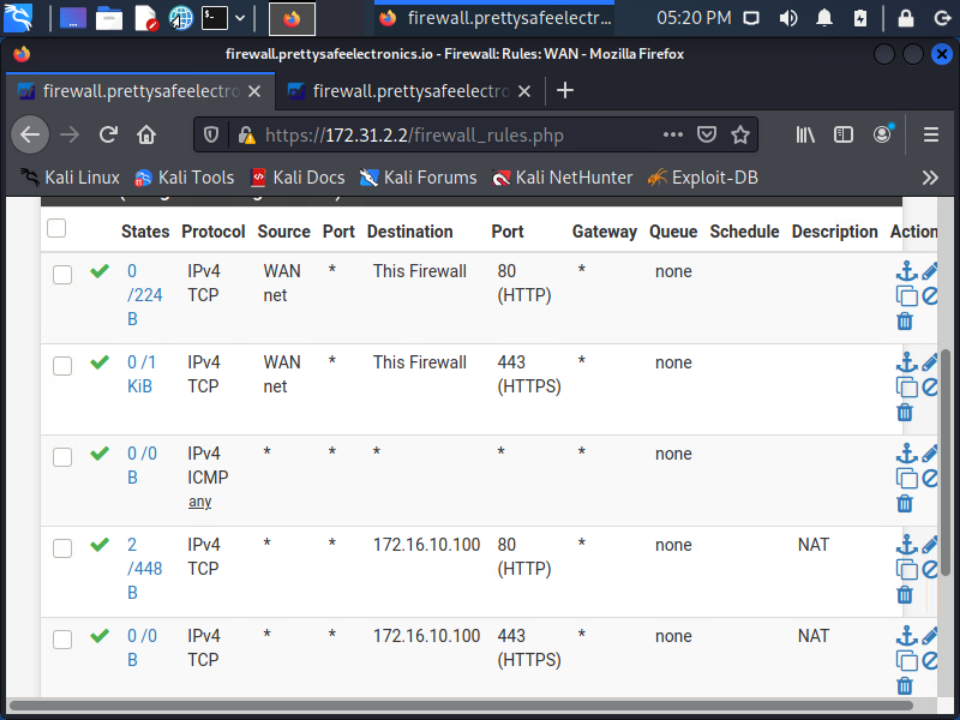 firewall.prettysafeelectr...
05:20 PM
firewall.prettysafeelectronics.io - Firewall: Rules: WAN - Mozilla Firefox
firewall.prettysafeelectro
firewall.prettysafeelectro
https://172.31.2.2/firewall_rules.php
Kali Linux Kali Tools Kali Docs Kali Forums Kali NetHunter Exploit-DB
States Protocol Source Port Destination Port Gateway Queue Schedule Description Action
0 IPv4 WAN * This Firewall 80 * none
/224 TCP net (HTTP)
B
0 /1 IPv4 WAN * This Firewall 443 * none
KiB TCP net (HTTPS)
0 /0 IPv4 * * * * * none
B ICMP
any
2 IPv4 * * 172.16.10.100 80 * none NAT
/448 TCP (HTTP)
B
0 /0 IPv4 * * 172.16.10.100 443 * none NAT
B TCP (HTTPS)